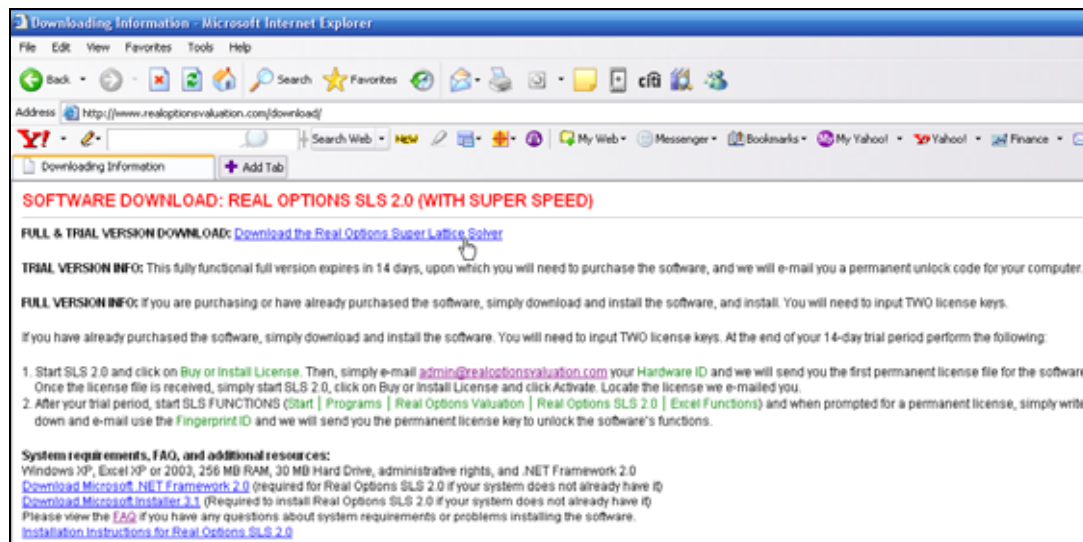 Downloading Information - Microsoft Internet Explorer
File Edit View Favorites Tools Help
Back Search Favorites citi
Address http://www.realoptionsvaluation.com/download/
Y! Search Web NEW My Web Messenger Bookmarks My Yahoo! Yahoo! Finance
Downloading Information Add Tab
SOFTWARE DOWNLOAD: REAL OPTIONS SLS 2.0 (WITH SUPER SPEED)
FULL & TRIAL VERSION DOWNLOAD: Download the Real Options Super Lattice Solver
TRIAL VERSION INFO: This fully functional full version expires in 14 days, upon which you will need to purchase the software, and we will e-mail you a permanent unlock code for your computer.
FULL VERSION INFO: If you are purchasing or have already purchased the software, simply download and install the software, and install. You will need to input TWO license keys.
If you have already purchased the software, simply download and install the software. You will need to input TWO license keys. At the end of your 14-day trial period perform the following:
1. Start SLS 2.0 and click on Buy or Install License. Then, simply e-mail admin@realoptionsvaluation.com your Hardware ID and we will send you the first permanent license file for the software
Once the license file is received, simply start SLS 2.0, click on Buy or Install License and click Activate. Locate the license we e-mailed you.
2. After your trial period, start SLS FUNCTIONS (Start | Programs | Real Options Valuation | Real Options SLS 2.0 | Excel Functions) and when prompted for a permanent license, simply write
down and e-mail use the Fingerprint ID and we will send you the permanent license key to unlock the software's functions.
System requirements, FAQ, and additional resources:
Windows XP, Excel XP or 2003, 256 MB RAM, 30 MB Hard Drive, administrative rights, and .NET Framework 2.0
Download Microsoft .NET Framework 2.0 (required for Real Options SLS 2.0 if your system does not already have it)
Download Microsoft Installer 3.1 (Required to install Real Options SLS 2.0 if your system does not already have it)
Please view the FAQ if you have any questions about system requirements or problems installing the software.
Installation Instructions for Real Options SLS 2.0